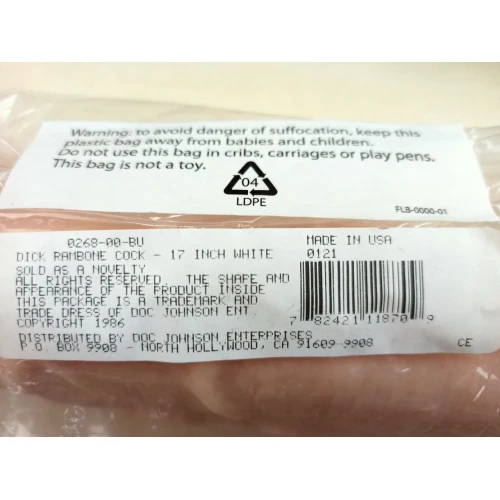 Warning: to avoid danger of suffocation, keep this
plastic bag away from babies and children.
Do not use this bag in cribs, carriages or play pens.
This bag is not a toy.
04
LDPE
FLB-0000-01
0268-00-BU
DICK RAMBONE COCK - 17 INCH WHITE
SOLD AS A NOVELTY
ALL RIGHTS RESERVED. THE SHAPE AND
APPEARANCE OF THE PRODUCT INSIDE
THIS PACKAGE IS A TRADEMARK AND
TRADE DRESS OF DOC JOHNSON ENT.
COPYRIGHT 1986
DISTRIBUTED BY DOC JOHNSON ENTERPRISES
P.O. BOX 9908 - NORTH HOLLYWOOD, CA 91609-9908
MADE IN USA
0121
7 82421 11870 9
CE